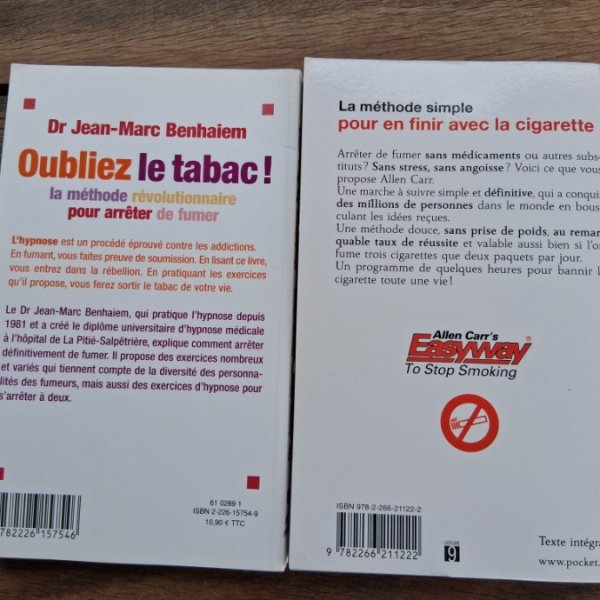 Dr Jean-Marc Benhaiem
Oubliez le tabac !
la méthode révolutionnaire
pour arrêter de fumer
L'hypnose est un procédé éprouvé contre les addictions.
En fumant, vous faites preuve de soumission. En lisant ce livre,
vous entrez dans la rébellion. En pratiquant les exercices
qu'il propose, vous ferez sortir le tabac de votre vie.
Le Dr Jean-Marc Benhaiem, qui pratique l'hypnose depuis
1981 et a créé le diplôme universitaire d'hypnose médicale
à l'hôpital de La Pitié-Salpêtrière, explique comment arrêter
définitivement de fumer. Il propose des exercices nombreux
et variés qui tiennent compte de la diversité des personna-
lités des fumeurs, mais aussi des exercices d'hypnose pour
s'arrêter à deux.
61 0289 1
ISBN 2-226-15754-9
10,90 € TTC
782226 157546
La méthode simple
pour en finir avec la cigarette
Arrêter de fumer sans médicaments ou autres subs-
tituts ? Sans stress, sans angoisse ? Voici ce que vous
propose Allen Carr.
Une marche à suivre simple et définitive, qui a conquis
des millions de personnes dans le monde en bous-
culant les idées reçues.
Une méthode douce, sans prise de poids, au remar-
quable taux de réussite et valable aussi bien si l'on
fume trois cigarettes que deux paquets par jour.
Un programme de quelques heures pour bannir la
cigarette toute une vie !
Allen Carr's
Easyway
To Stop Smoking
ISBN 978-2-266-21122-2
9 782266 211222
9
Texte intégral
www.pocket.